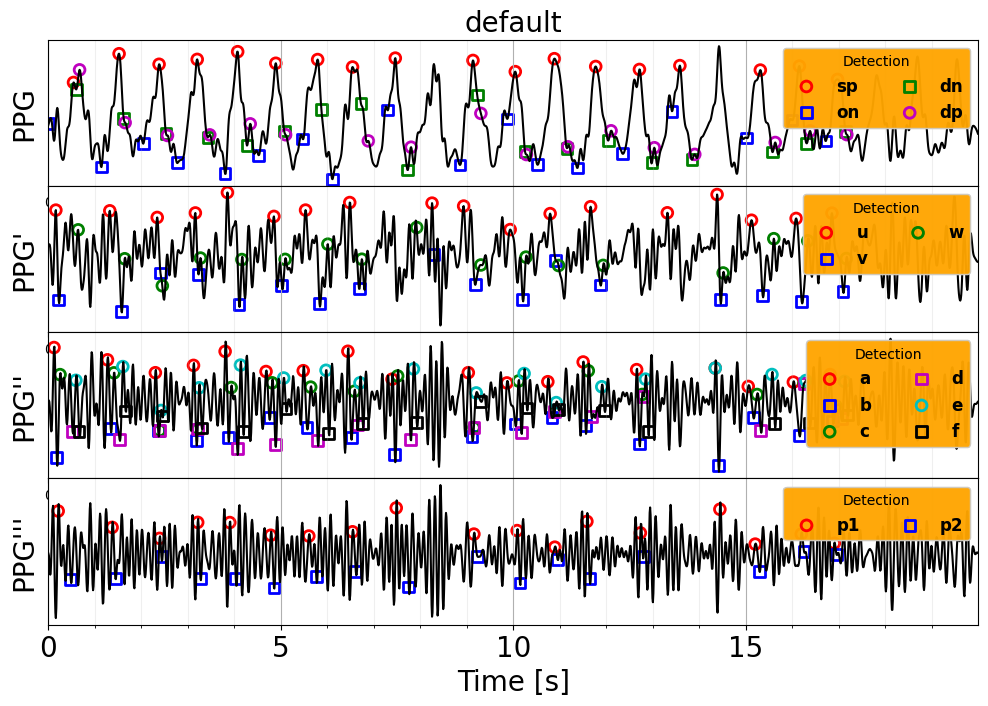 default
PPG
Detection
sp dn
on dp
PPG'
Detection
u w
v
PPG''
Detection
a d
b e
c f
PPG'''
Detection
p1 p2
0 5 10 15
Time [s]